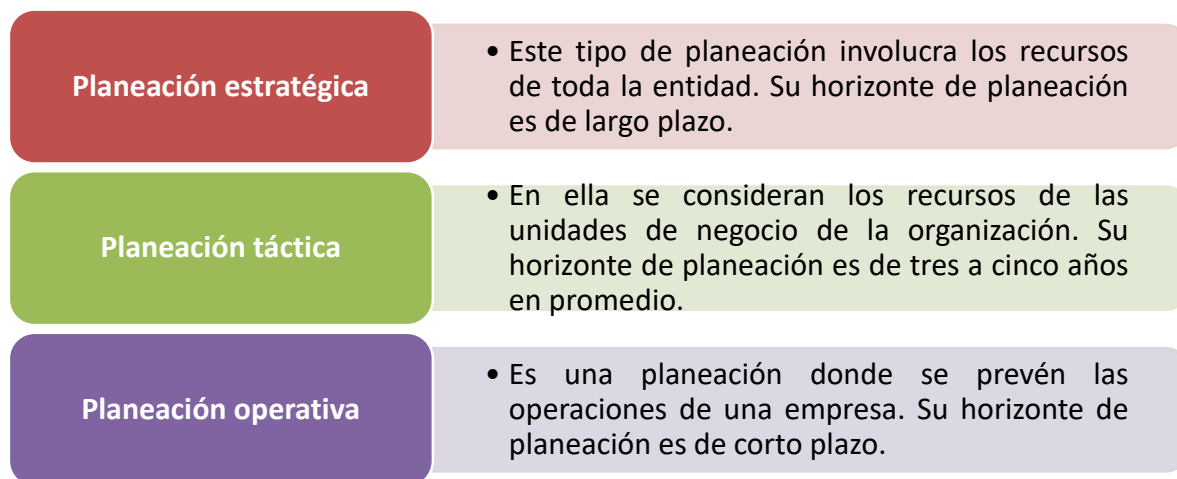 Planeación estratégica
• Este tipo de planeación involucra los recursos
de toda la entidad. Su horizonte de planeación
es de largo plazo.
Planeación táctica
• En ella se consideran los recursos de las
unidades de negocio de la organización. Su
horizonte de planeación es de tres a cinco años
en promedio.
Planeación operativa
• Es una planeación donde se prevén las
operaciones de una empresa. Su horizonte de
planeación es de corto plazo.